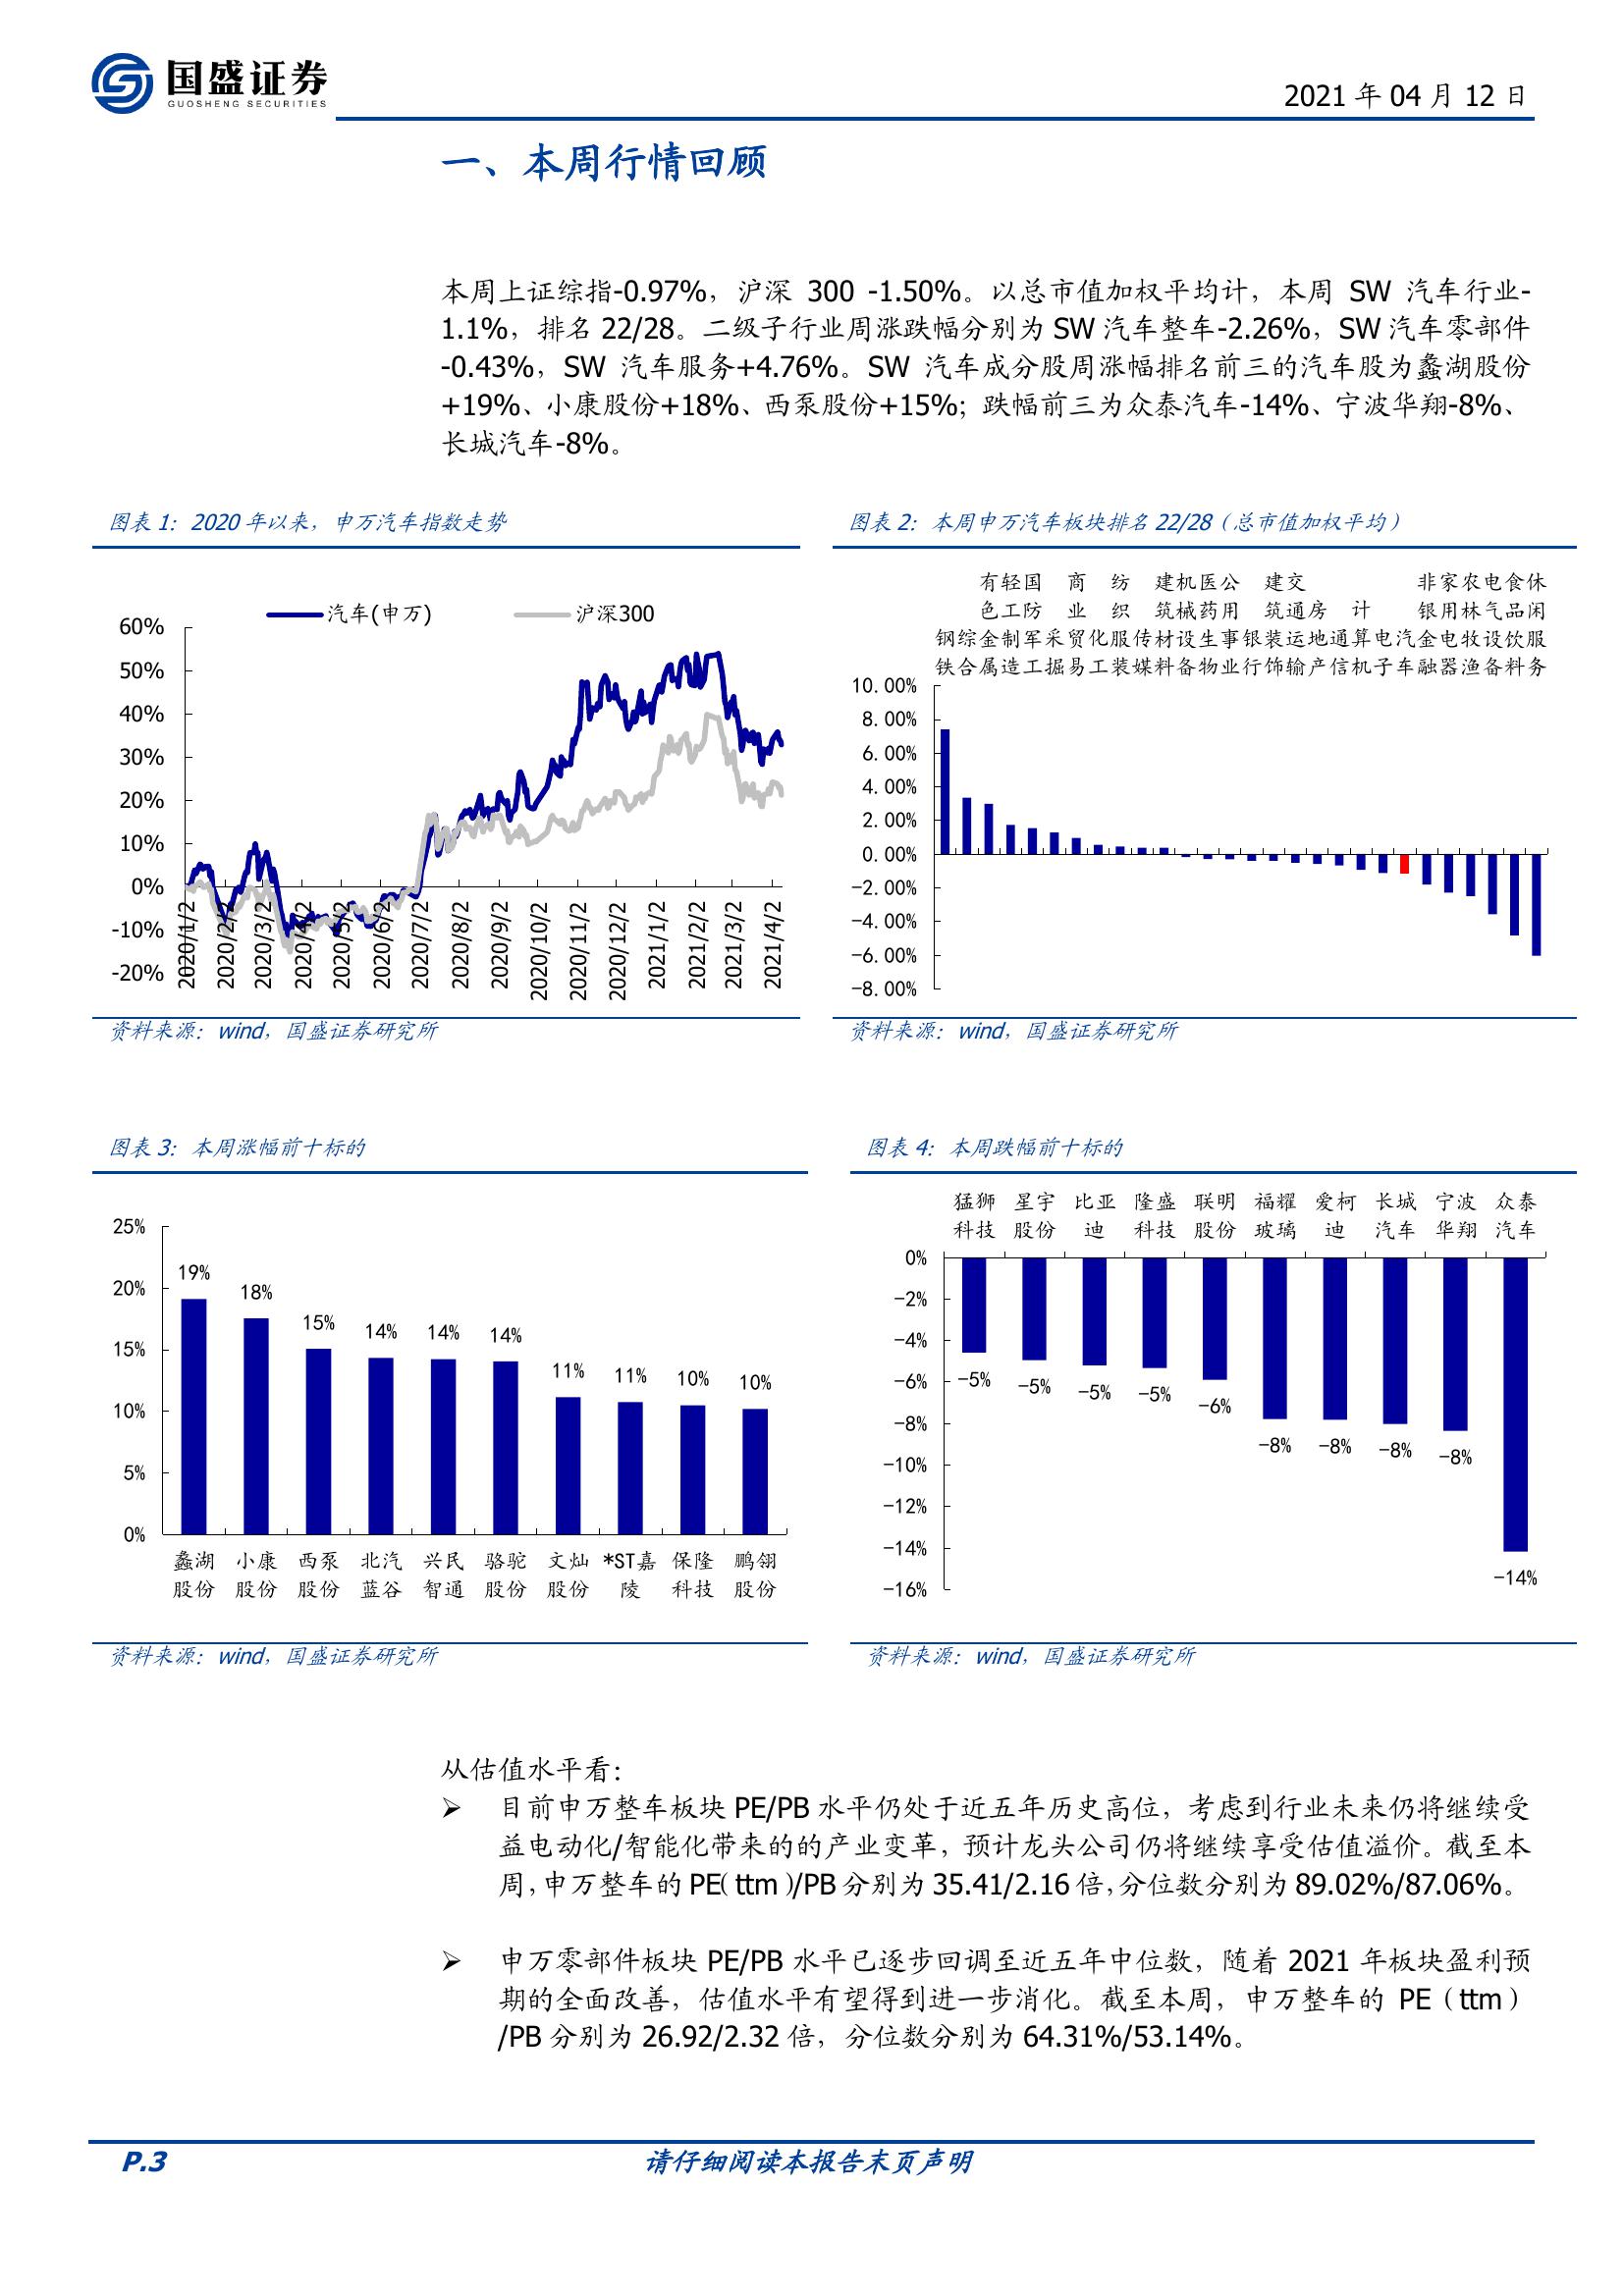 国盛证券
GUOSHENG SECURITIES
2021 年 04 月 12 日
一、本周行情回顾
本周上证综指-0.97%，沪深 300 -1.50%。以总市值加权平均计，本周 SW 汽车行业-
1.1%，排名 22/28。二级子行业周涨跌幅分别为 SW 汽车整车-2.26%，SW 汽车零部件
-0.43%，SW 汽车服务+4.76%。SW 汽车成分股周涨幅排名前三的汽车股为蠡湖股份
+19%、小康股份+18%、西泵股份+15%；跌幅前三为众泰汽车-14%、宁波华翔-8%、
长城汽车-8%。
图表 1：2020 年以来，申万汽车指数走势
汽车(申万)
沪深300
60%
50%
40%
30%
20%
10%
0%
-10%
-20%
2020/1/2
2020/2/2
2020/3/2
2020/4/2
2020/5/2
2020/6/2
2020/7/2
2020/8/2
2020/9/2
2020/10/2
2020/11/2
2020/12/2
2021/1/2
2021/2/2
2021/3/2
2021/4/2
资料来源：wind，国盛证券研究所
图表 2：本周申万汽车板块排名 22/28（总市值加权平均）
有轻国 商 纺 建机医公 建交 非家农电食休
色工防 业 织 筑械药用 筑通房 计 银用林气品闲
钢综金制军采贸化服传材设生事银装运地通算电汽金电牧设饮服
铁合属造工掘易工装媒料备物业行饰输产信机子车融器渔备料务
10.00%
8.00%
6.00%
4.00%
2.00%
0.00%
-2.00%
-4.00%
-6.00%
-8.00%
资料来源：wind，国盛证券研究所
图表 3：本周涨幅前十标的
25%
20%
15%
10%
5%
0%
19%
18%
15%
14%
14%
14%
11%
11%
10%
10%
蠡湖 小康 西泵 北汽 兴民 骆驼 文灿 *ST嘉 保隆 鹏翎
股份 股份 股份 蓝谷 智通 股份 股份 陵 科技 股份
资料来源：wind，国盛证券研究所
图表 4：本周跌幅前十标的
猛狮 星宇 比亚 隆盛 联明 福耀 爱柯 长城 宁波 众泰
科技 股份 迪 科技 股份 玻璃 迪 汽车 华翔 汽车
0%
-2%
-4%
-6%
-8%
-10%
-12%
-14%
-16%
-5%
-5%
-5%
-5%
-6%
-8%
-8%
-8%
-8%
-14%
资料来源：wind，国盛证券研究所
从估值水平看：
➢ 目前申万整车板块 PE/PB 水平仍处于近五年历史高位，考虑到行业未来仍将继续受
益电动化/智能化带来的的产业变革，预计龙头公司仍将继续享受估值溢价。截至本
周，申万整车的 PE（ttm）/PB 分别为 35.41/2.16 倍，分位数分别为 89.02%/87.06%。
➢ 申万零部件板块 PE/PB 水平已逐步回调至近五年中位数，随着 2021 年板块盈利预
期的全面改善，估值水平有望得到进一步消化。截至本周，申万整车的 PE（ttm）
/PB 分别为 26.92/2.32 倍，分位数分别为 64.31%/53.14%。
P.3
请仔细阅读本报告末页声明